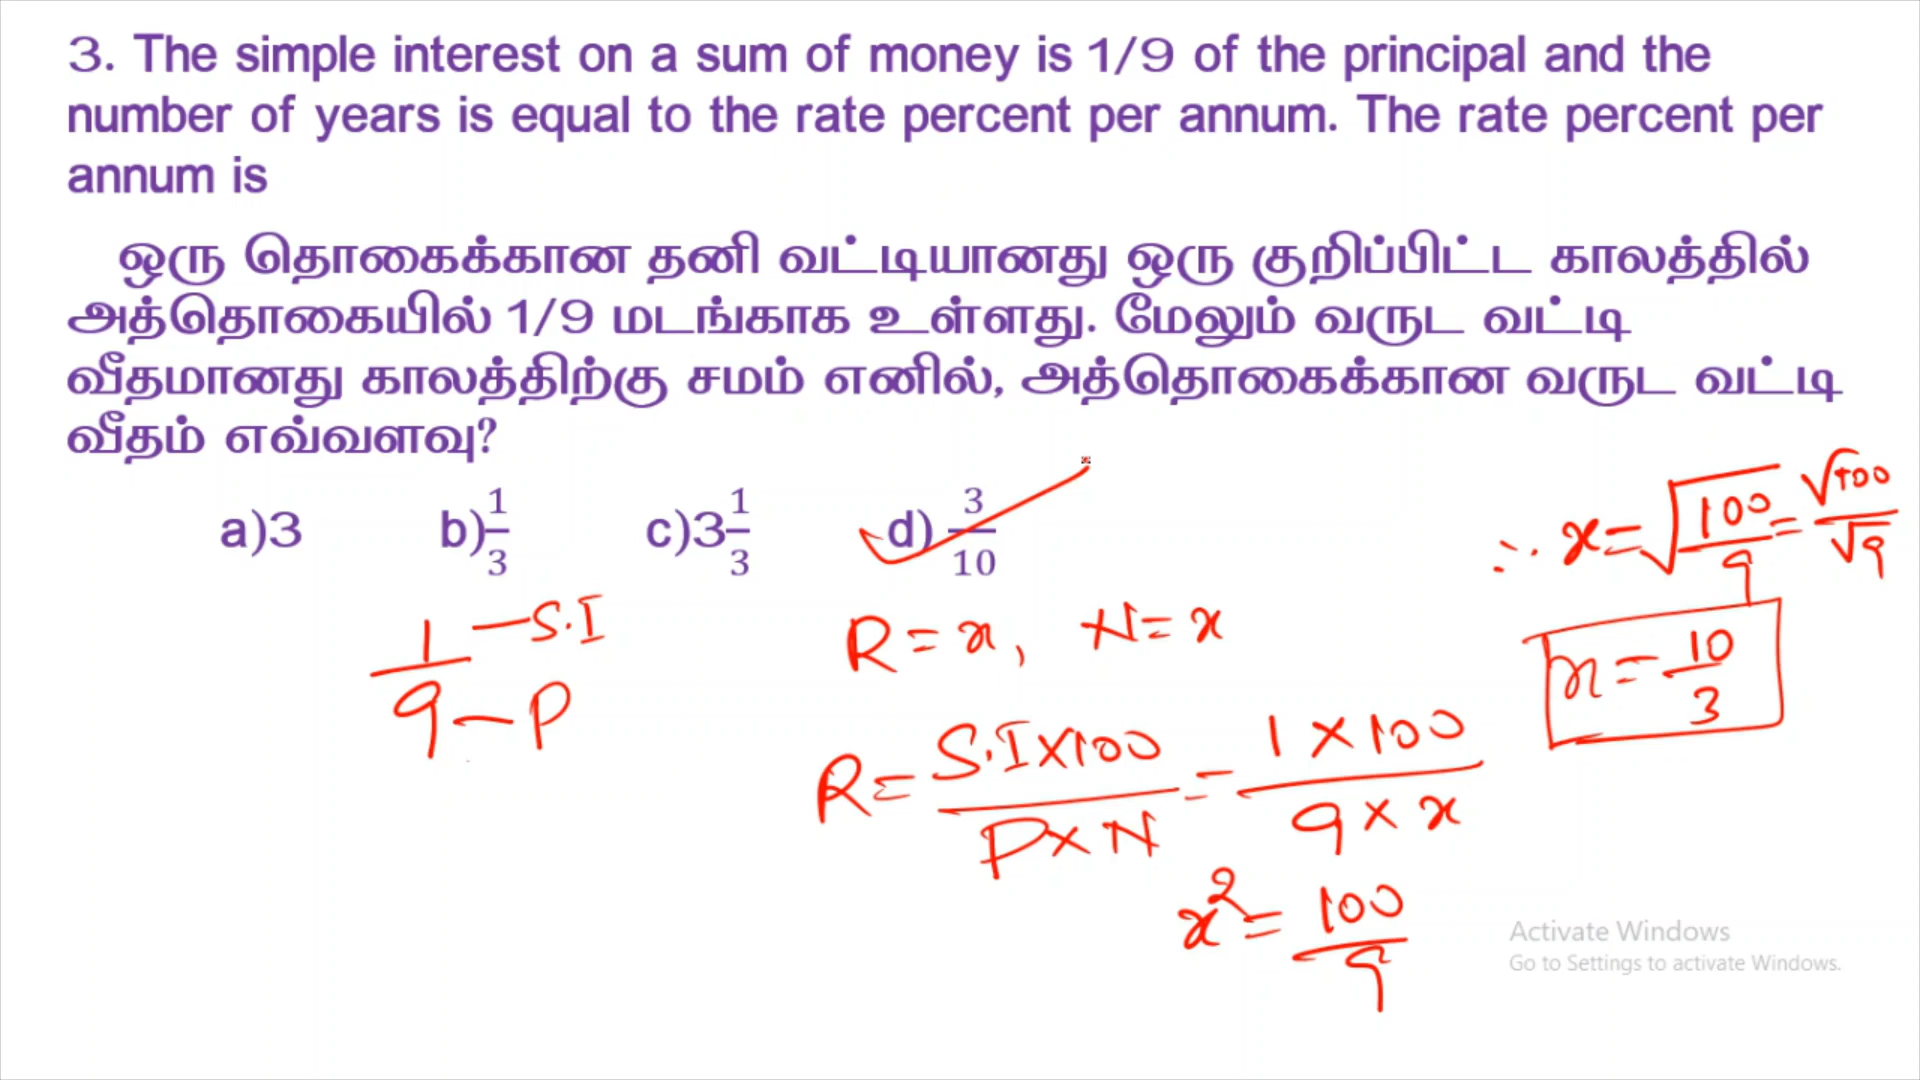 3. The simple interest on a sum of money is 1/9 of the principal and the
number of years is equal to the rate percent per annum. The rate percent per
annum is
ஒரு தொகைக்கான தனி வட்டியானது ஒரு குறிப்பிட்ட காலத்தில்
அத்தொகையில் 1/9 மடங்காக உள்ளது. மேலும் வருட வட்டி
வீதமானது காலத்திற்கு சமம் எனில், அத்தொகைக்கான வருட வட்டி
வீதம் எவ்வளவு?
a)3 b)1/3 c)3 1/3 d) 3/10
1/9 — S.I — P
R = x, N = x
R = S.I×100 / P×N = 1×100 / 9×x
x² = 100/9
∴ x = √(100/9) = √100/√9
x = 10/3
Activate Windows
Go to Settings to activate Windows.